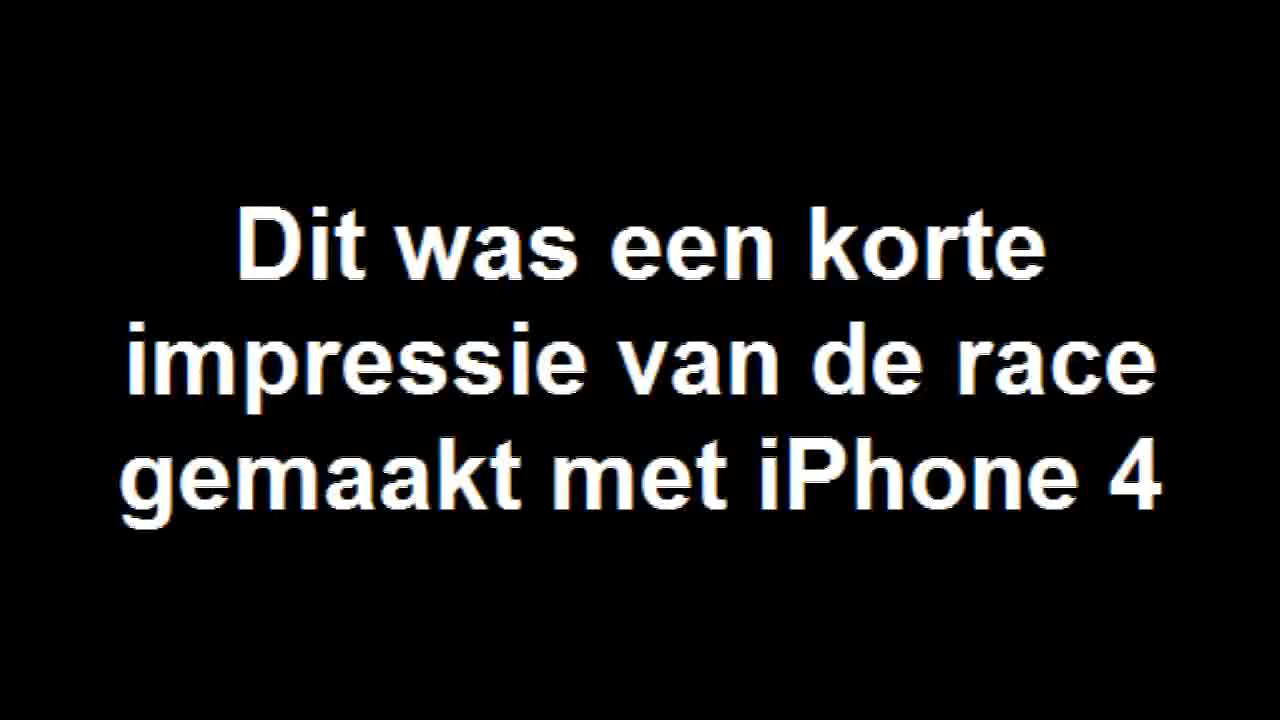 Dit was een korte
impressie van de race
gemaakt met iPhone 4